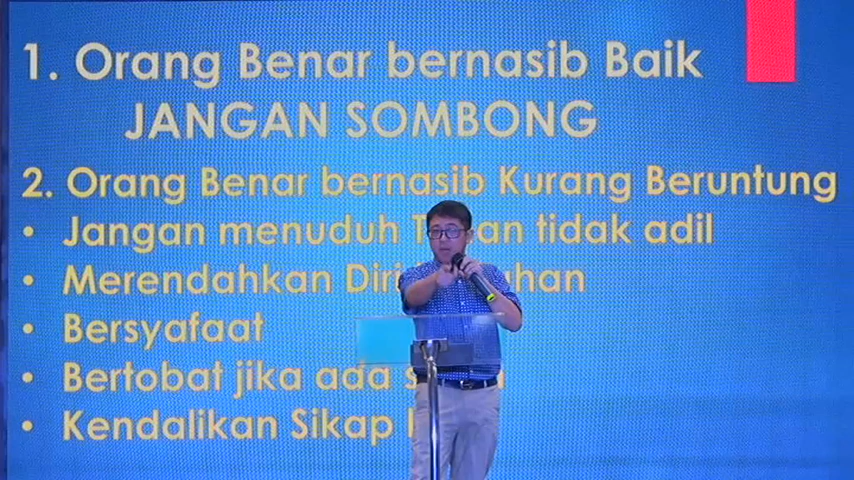 1. Orang Benar bernasib Baik
JANGAN SOMBONG
2. Orang Benar bernasib Kurang Beruntung
• Jangan menuduh tidak adil
• Merendahkan
• Bersyafaat
• Bertobat jika ada
• Kendalikan Sikap